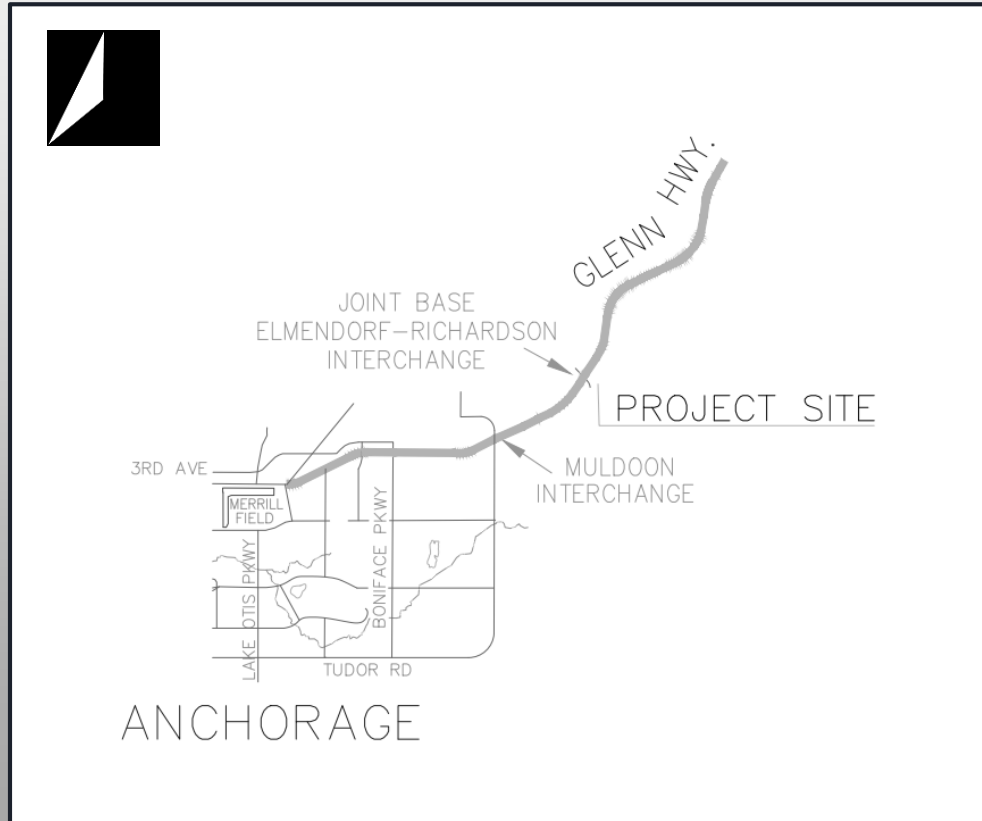 GLENN HWY.
JOINT BASE
ELMENDORF-RICHARDSON
INTERCHANGE
PROJECT SITE
3RD AVE
MULDOON
INTERCHANGE
MERRILL
FIELD
BONIFACE PKWY
LAKE OTIS PKWY
TUDOR RD
ANCHORAGE